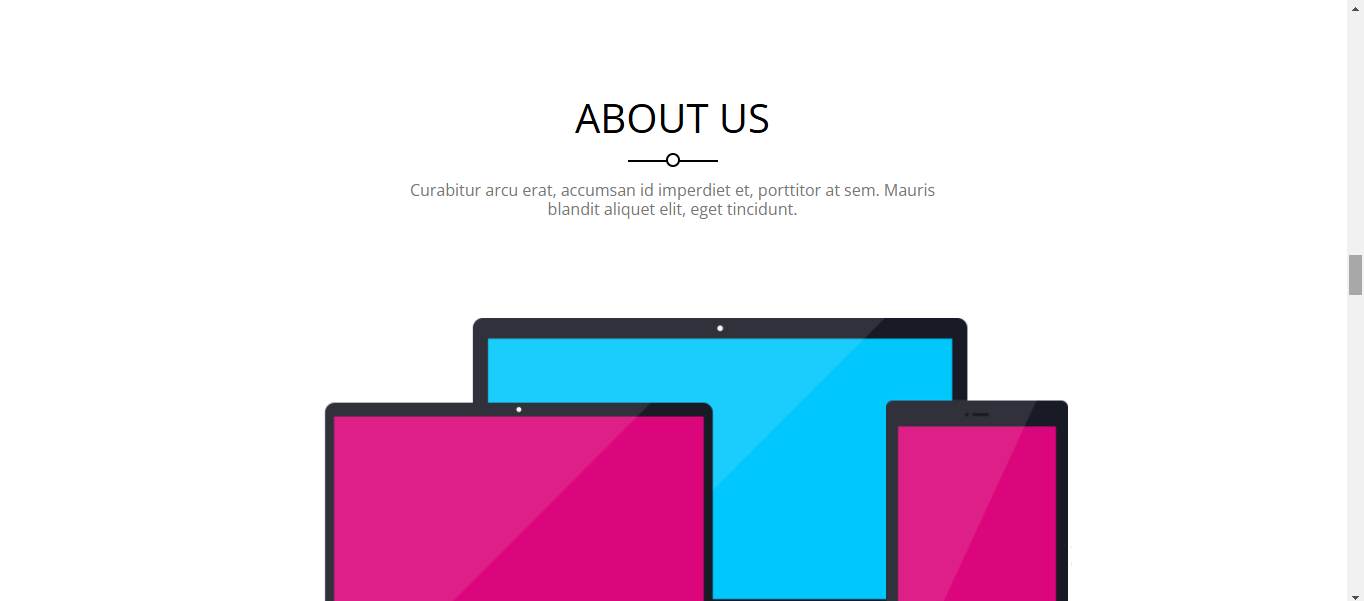 ABOUT US
Curabitur arcu erat, accumsan id imperdiet et, porttitor at sem. Mauris
blandit aliquet elit, eget tincidunt.